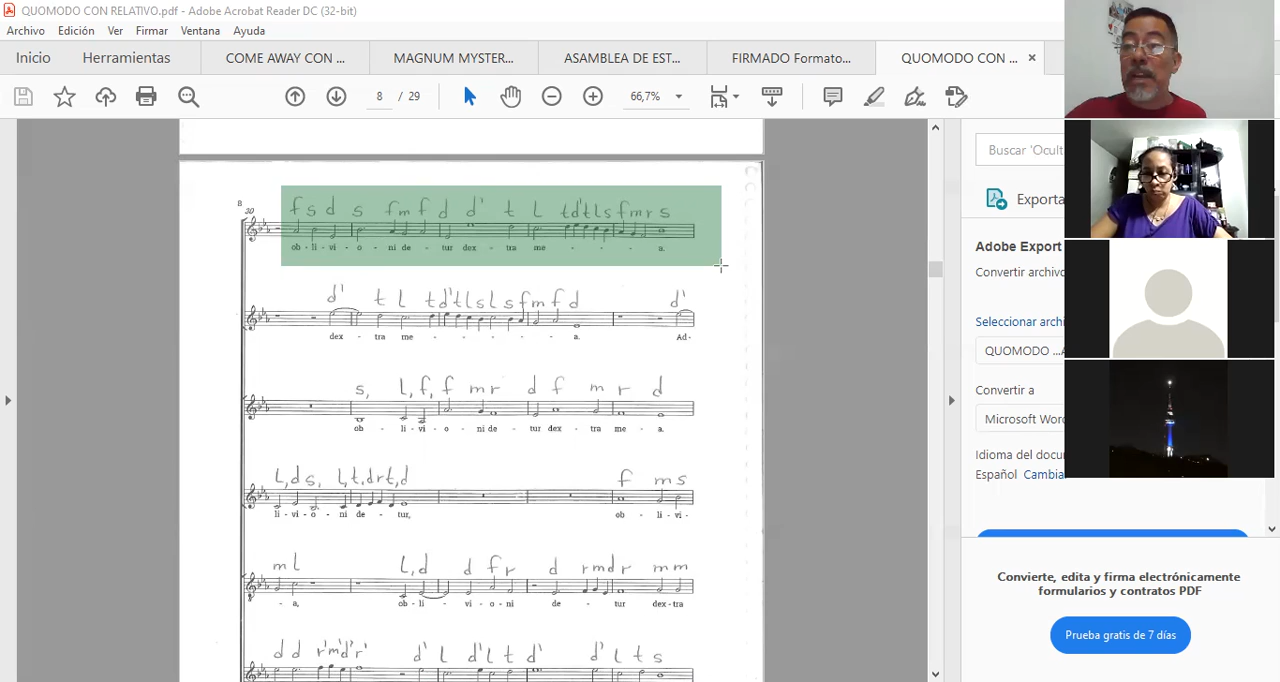 QUOMODO CON RELATIVO.pdf - Adobe Acrobat Reader DC (32-bit)
Archivo Edición Ver Firmar Ventana Ayuda
Inicio Herramientas COME AWAY CON ... MAGNUM MYSTER... ASAMBLEA DE EST... FIRMADO Formato... QUOMODO CON ... ×
8 / 29 66,7%
Buscar 'Ocult
Exporta
Adobe Export
Convertir archivo
Seleccionar archi
QUOMODO ...A
Convertir a
Microsoft Word
Idioma del docum
Español Cambia
Convierte, edita y firma electrónicamente
formularios y contratos PDF
Prueba gratis de 7 días
8
30
f s d s f m f d d' t l t d' t l s f m r s
ob - li - vi - o - ni de - tur dex - tra me - - - a.
d' t l t d' t l s l s f m f d d'
dex - tra me - - - - - a. Ad-
s, l, f, f m r d f m r d
ob - li - vi - o - ni de - tur dex - tra me - a.
l, d s, l, t, d r t, d f m s
li - vi - o - ni de - tur, ob - li - vi -
m l l, d d f r d r m d r m m
- a, ob - li - vi - o - ni de - tur dex - tra
d d r' m' d' r' d' l d' l t d' d' l t s